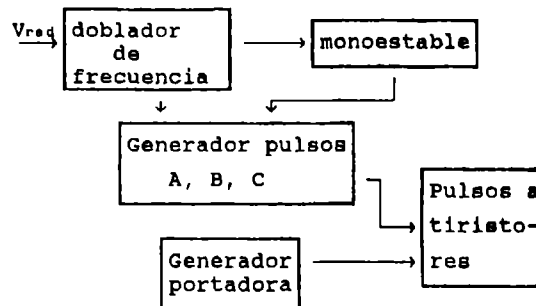 Vred
doblador
de
frecuencia
monoestable
Generador pulsos
A, B, C
Pulsos a
tiristo-
res
Generador
portadora